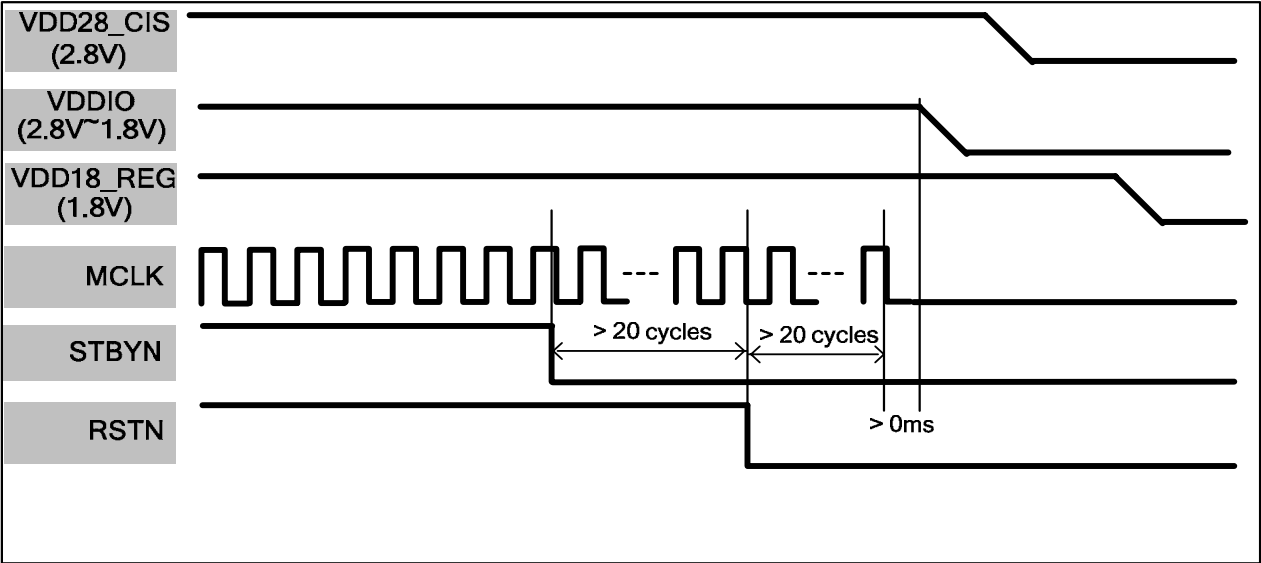 VDD28_CIS
(2.8V)
VDDIO
(2.8V~1.8V)
VDD18_REG
(1.8V)
MCLK
STBYN
> 20 cycles
> 20 cycles
RSTN
> 0ms